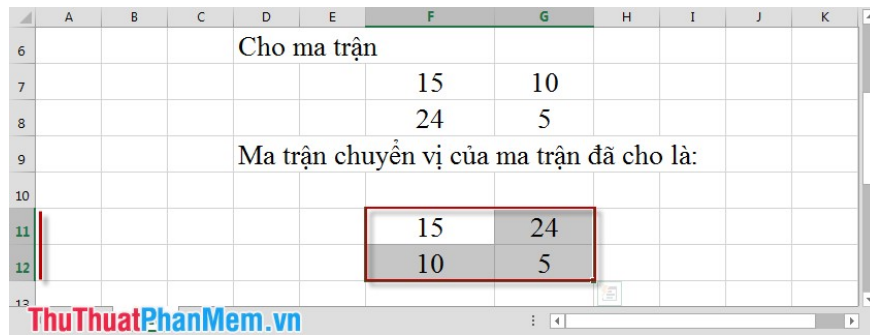 A B C D E F G H I J K
6 Cho ma trận
7 15 10
8 24 5
9 Ma trận chuyển vị của ma trận đã cho là:
10
11 15 24
12 10 5
13
ThuThuatPhanMem.vn